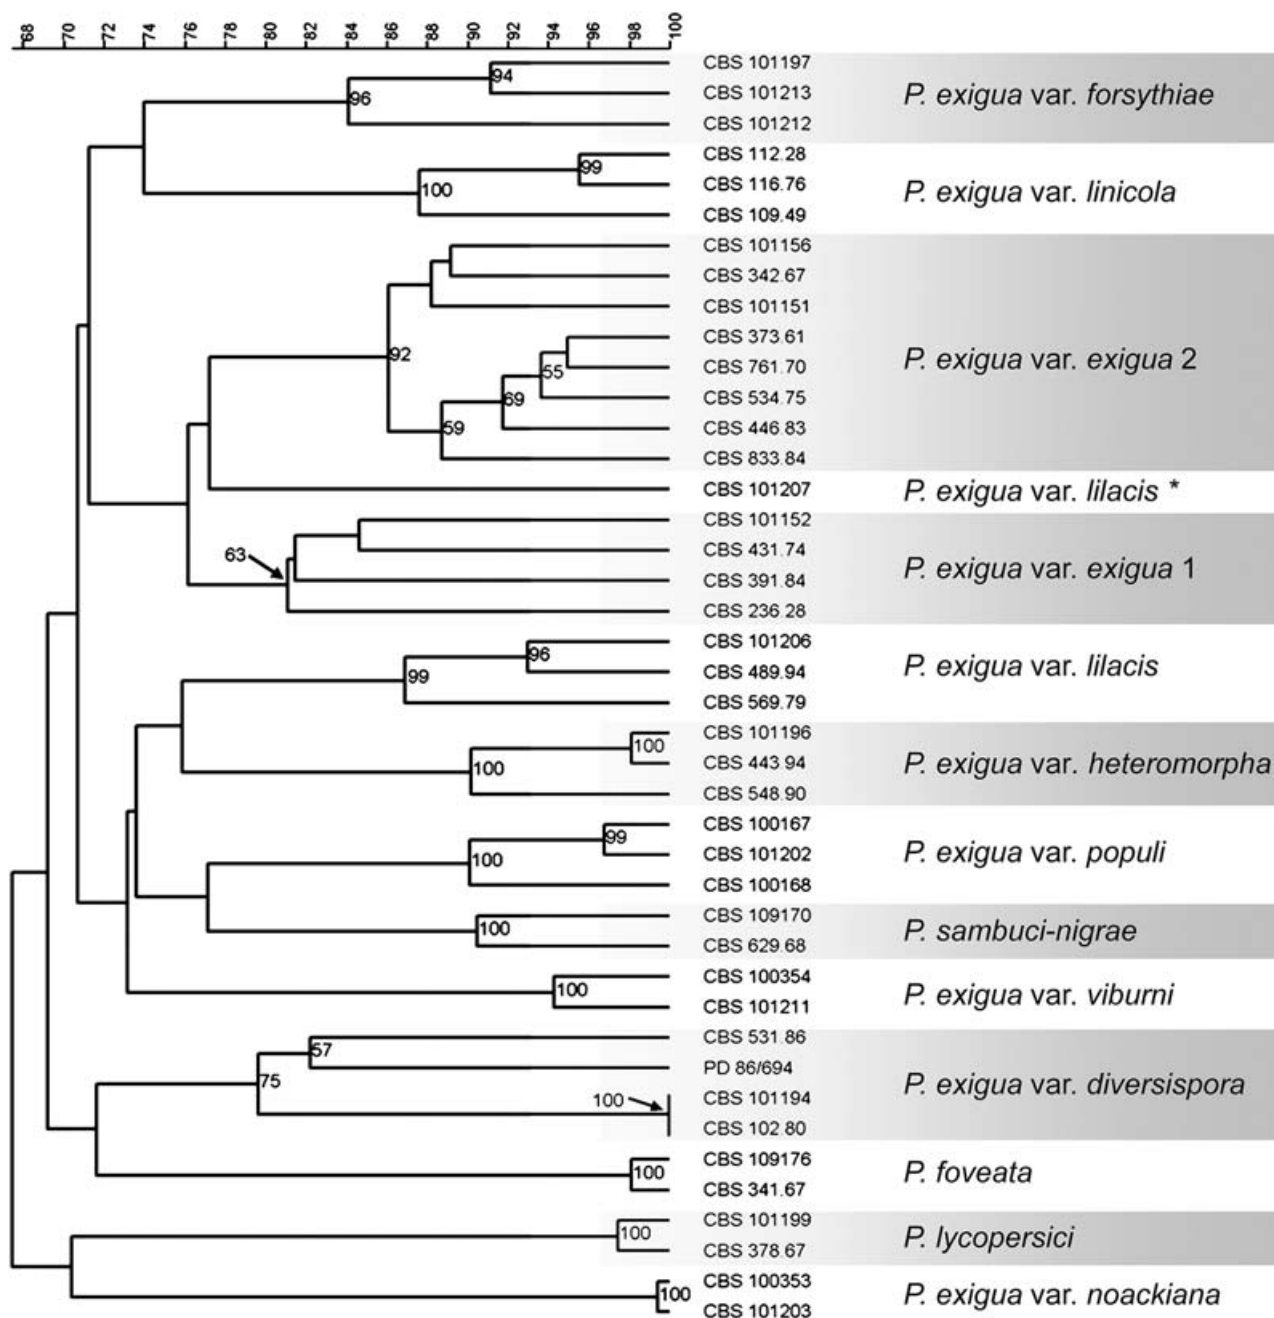 68 70 72 74 76 78 80 82 84 86 88 90 92 94 96 98 100
CBS 101197
94
CBS 101213
P. exigua var. forsythiae
96
CBS 101212
CBS 112.28
99
CBS 116.76
100
P. exigua var. linicola
CBS 109.49
CBS 101156
CBS 342.67
CBS 101151
CBS 373.61
92
P. exigua var. exigua 2
CBS 761.70
55
CBS 534.75
69
CBS 446.83
59
CBS 833.84
CBS 101207
P. exigua var. lilacis *
CBS 101152
CBS 431.74
63
P. exigua var. exigua 1
CBS 391.84
CBS 236.28
CBS 101206
96
P. exigua var. lilacis
CBS 489.94
99
CBS 569.79
CBS 101196
100
CBS 443.94
100
P. exigua var. heteromorpha
CBS 548.90
CBS 100167
99
CBS 101202
P. exigua var. populi
100
CBS 100168
CBS 109170
100
P. sambuci-nigrae
CBS 629.68
CBS 100354
100
P. exigua var. viburni
CBS 101211
CBS 531.86
57
PD 86/694
75
P. exigua var. diversispora
100
CBS 101194
CBS 102.80
CBS 109176
100
P. foveata
CBS 341.67
CBS 101199
100
P. lycopersici
CBS 378.67
CBS 100353
100
P. exigua var. noackiana
CBS 101203